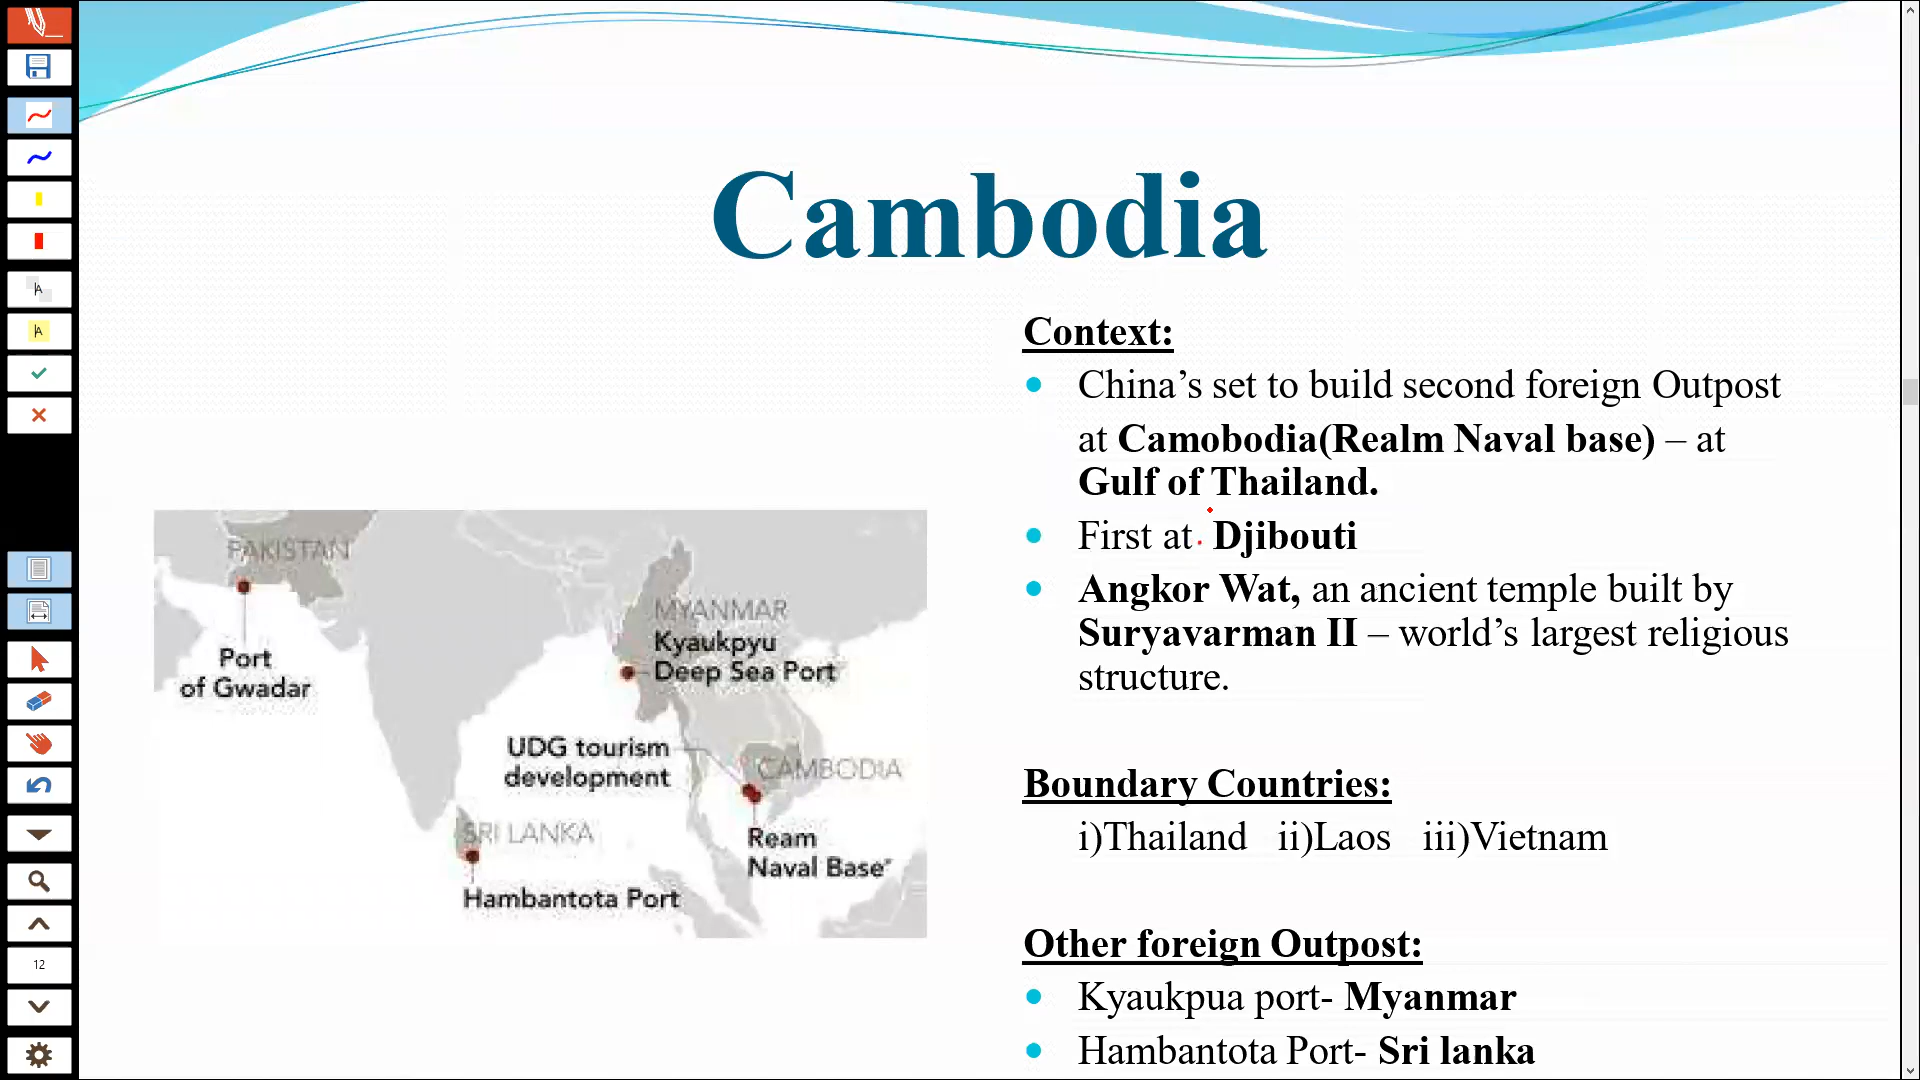 Cambodia
Context:
China’s set to build second foreign Outpost
at Camobodia(Realm Naval base) – at
Gulf of Thailand.
First at Djibouti
Angkor Wat, an ancient temple built by
Suryavarman II – world’s largest religious
structure.
Boundary Countries:
i)Thailand ii)Laos iii)Vietnam
Other foreign Outpost:
Kyaukpua port- Myanmar
Hambantota Port- Sri lanka
PAKISTAN
Port
of Gwadar
MYANMAR
Kyaukpyu
Deep Sea Port
UDG tourism
development
CAMBODIA
SRI LANKA
Ream
Naval Base*
Hambantota Port
A
A
12